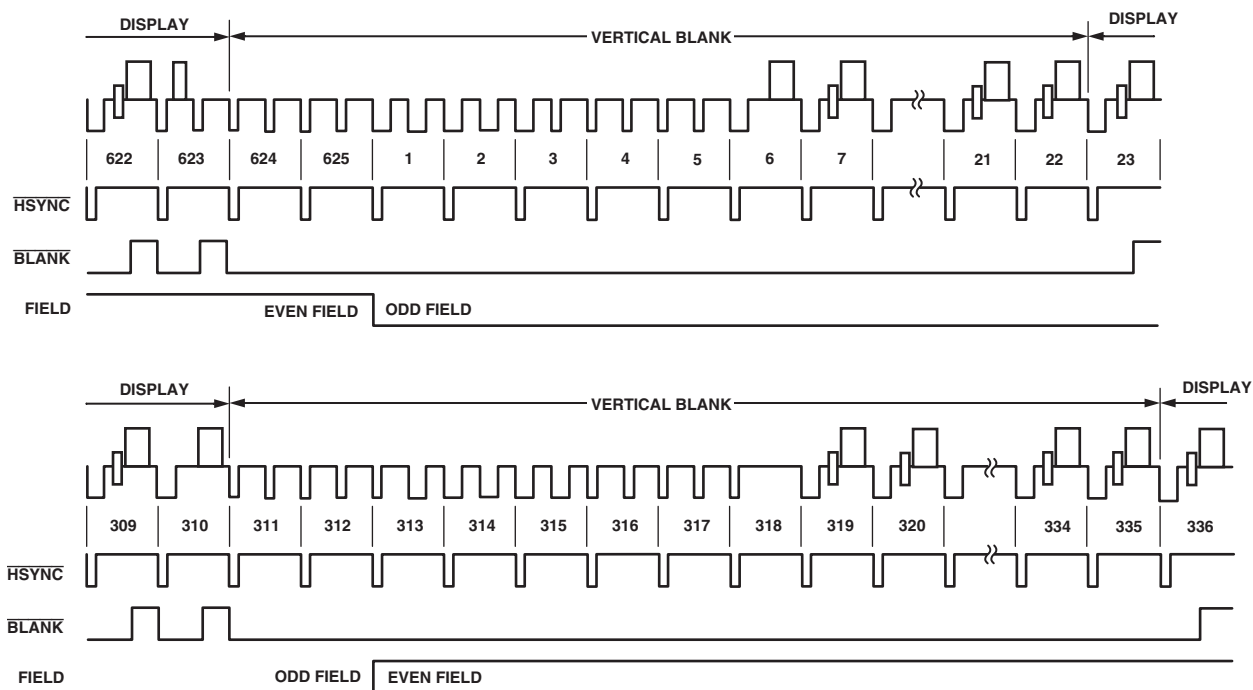 DISPLAY VERTICAL BLANK DISPLAY
622 623 624 625 1 2 3 4 5 6 7 21 22 23
HSYNC
BLANK
FIELD EVEN FIELD ODD FIELD
DISPLAY VERTICAL BLANK DISPLAY
309 310 311 312 313 314 315 316 317 318 319 320 334 335 336
HSYNC
BLANK
FIELD ODD FIELD EVEN FIELD